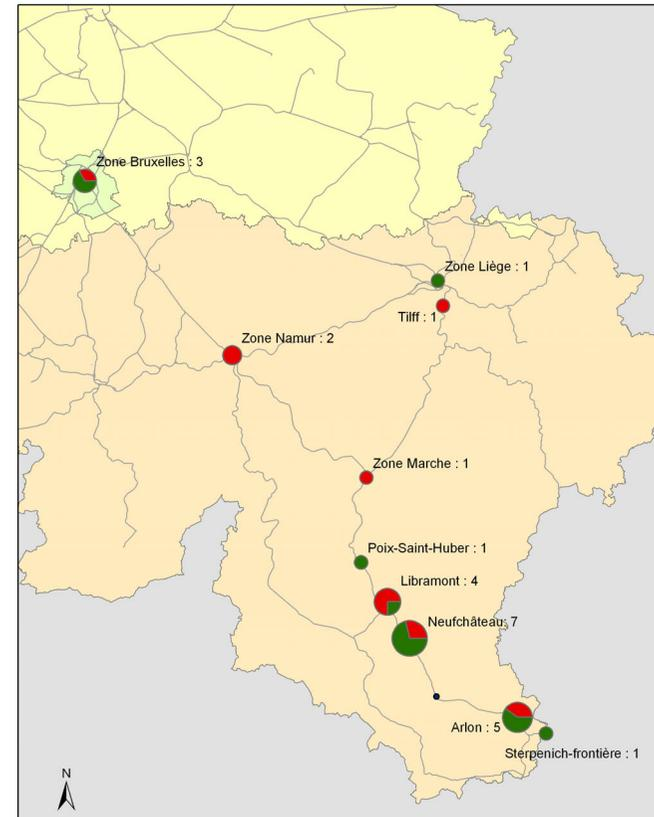 Zone Bruxelles : 3
Zone Liège : 1
Tilff : 1
Zone Namur : 2
Zone Marche : 1
Poix-Saint-Huber : 1
Libramont : 4
Neufchâteau: 7
Arlon : 5
Sterpenich-frontière : 1
N